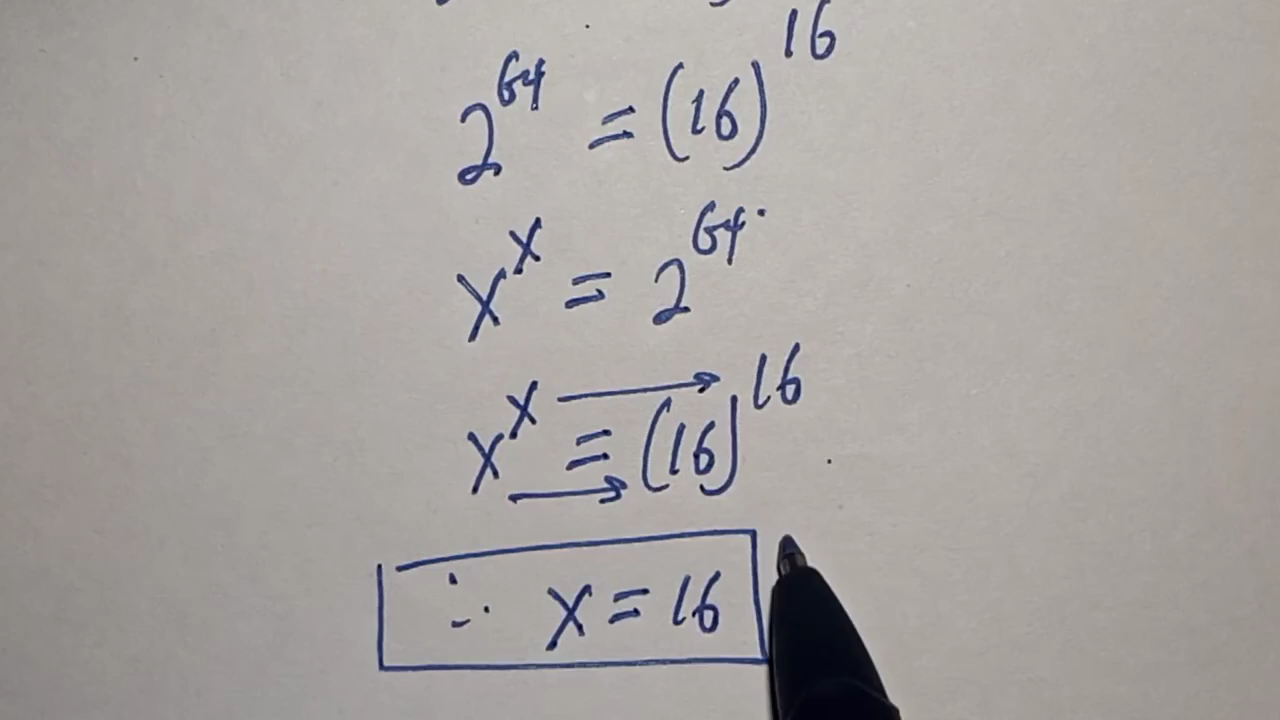 2^64 = (16)^16
x^x = 2^64
x^x = (16)^16
∴ x = 16